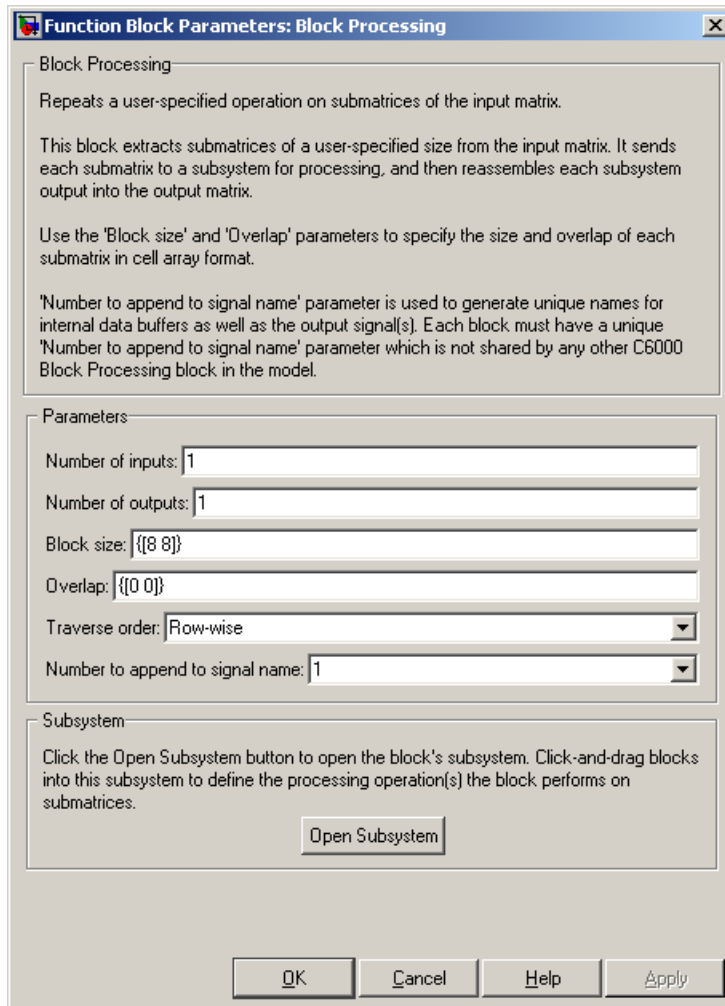 Function Block Parameters: Block Processing
Block Processing
Repeats a user-specified operation on submatrices of the input matrix.
This block extracts submatrices of a user-specified size from the input matrix. It sends
each submatrix to a subsystem for processing, and then reassembles each subsystem
output into the output matrix.
Use the 'Block size' and 'Overlap' parameters to specify the size and overlap of each
submatrix in cell array format.
'Number to append to signal name' parameter is used to generate unique names for
internal data buffers as well as the output signal(s). Each block must have a unique
'Number to append to signal name' parameter which is not shared by any other C6000
Block Processing block in the model.
Parameters
Number of inputs: 1
Number of outputs: 1
Block size: {[8 8]}
Overlap: {[0 0]}
Traverse order: Row-wise
Number to append to signal name: 1
Subsystem
Click the Open Subsystem button to open the block's subsystem. Click-and-drag blocks
into this subsystem to define the processing operation(s) the block performs on
submatrices.
Open Subsystem
OK Cancel Help Apply